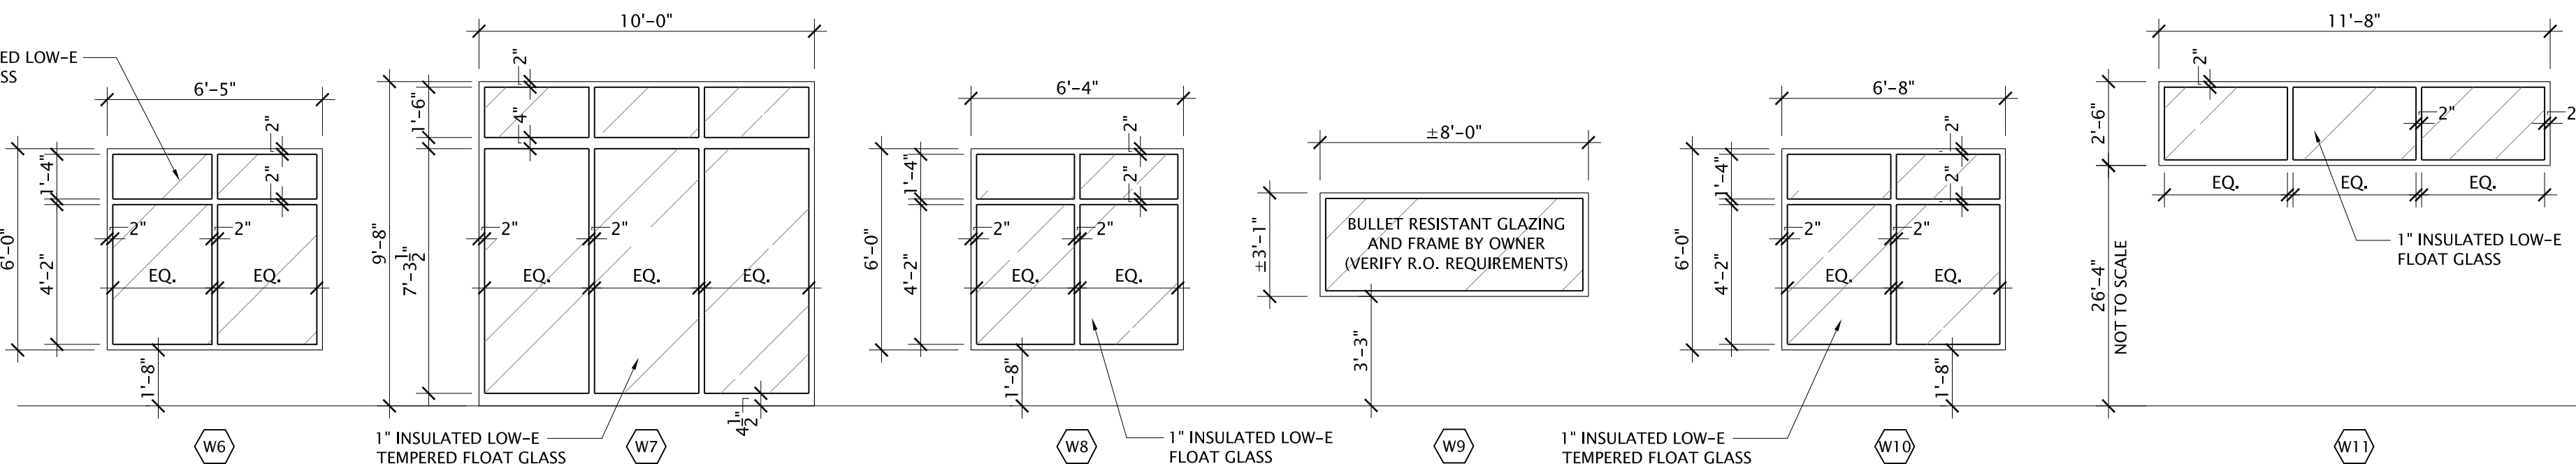 ED LOW-E
SS
6'-5"
2"
1'-4"
2"
6'-0"
4'-2"
2"
2"
EQ.
EQ.
1'-8"
W6
10'-0"
2"
1'-6"
4"
9'-8"
7'-3 1/2"
2"
2"
EQ.
EQ.
EQ.
4 1/2"
1" INSULATED LOW-E
TEMPERED FLOAT GLASS
W7
6'-4"
2"
1'-4"
2"
6'-0"
4'-2"
2"
2"
EQ.
EQ.
1'-8"
1" INSULATED LOW-E
FLOAT GLASS
W8
±8'-0"
±3'-1"
BULLET RESISTANT GLAZING
AND FRAME BY OWNER
(VERIFY R.O. REQUIREMENTS)
3'-3"
W9
6'-8"
2"
1'-4"
2"
6'-0"
4'-2"
2"
2"
EQ.
EQ.
1'-8"
1" INSULATED LOW-E
TEMPERED FLOAT GLASS
W10
11'-8"
2"
2'-6"
2"
2
EQ.
EQ.
EQ.
26'-4"
NOT TO SCALE
1" INSULATED LOW-E
FLOAT GLASS
W11